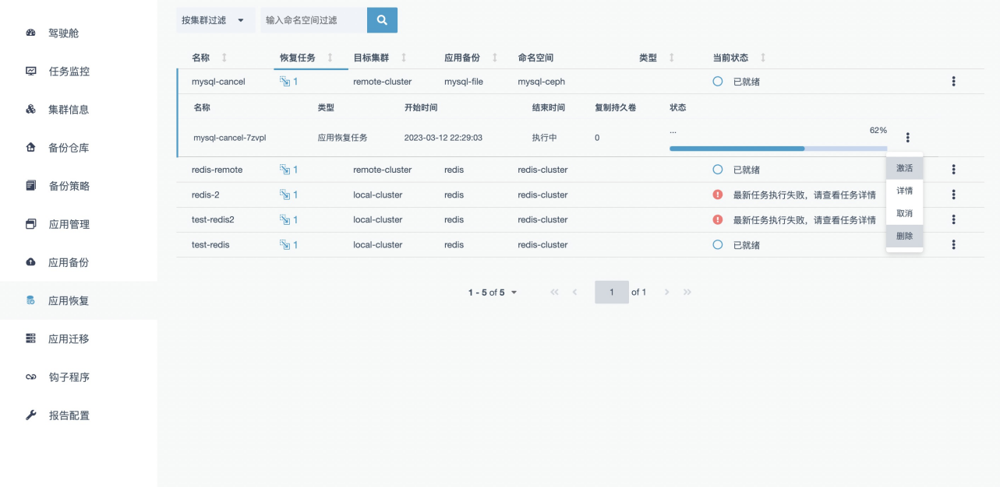 驾驶舱
任务监控
集群信息
备份仓库
备份策略
应用管理
应用备份
应用恢复
应用迁移
钩子程序
报告配置
按集群过滤 输入命名空间过滤
名称 恢复任务 目标集群 应用备份 命名空间 类型 当前状态
mysql-cancel 1 remote-cluster mysql-file mysql-ceph 已就绪
名称 类型 开始时间 结束时间 复制持久卷 状态
mysql-cancel-7zvpl 应用恢复任务 2023-03-12 22:29:03 执行中 0 ... 62%
redis-remote 1 remote-cluster redis redis-cluster 已就绪
redis-2 1 local-cluster redis redis-cluster 最新任务执行失败，请查看任务详情
test-redis2 1 local-cluster redis redis-cluster 最新任务执行失败，请查看任务详情
test-redis 1 local-cluster redis redis-cluster 已就绪
激活
详情
取消
删除
1 - 5 of 5 1 of 1